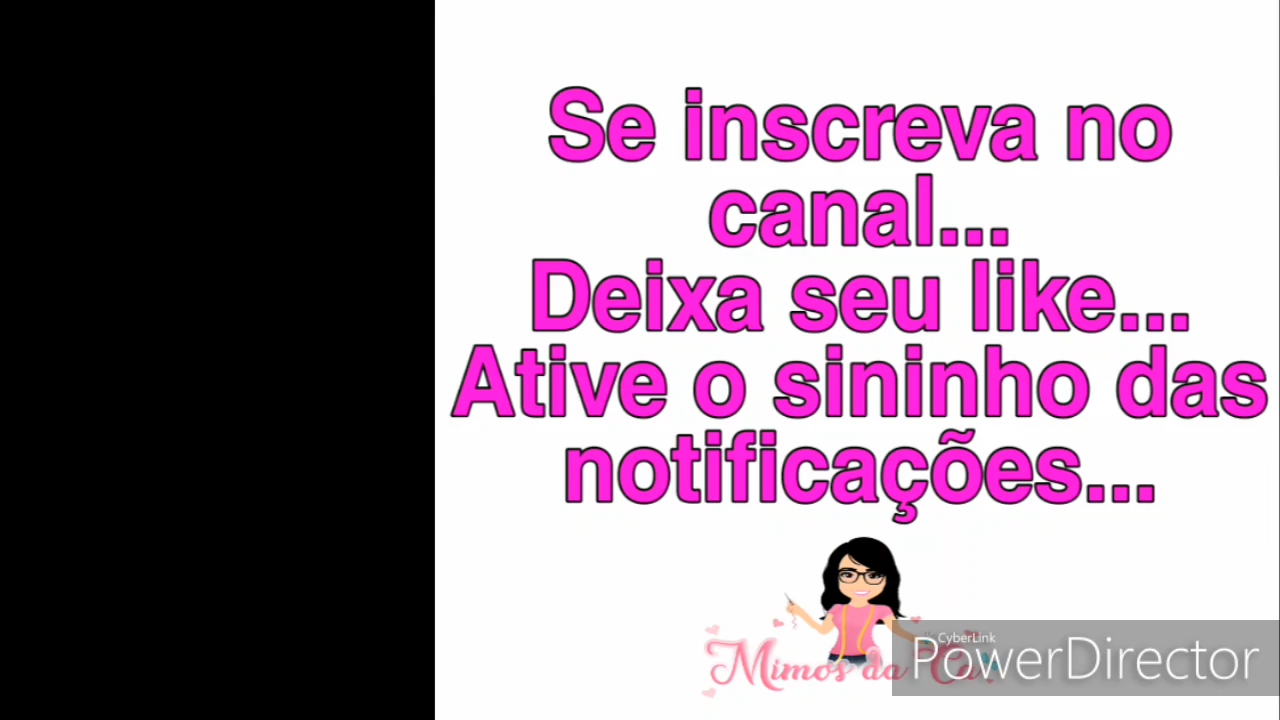 Se inscreva no
canal...
Deixa seu like...
Ative o sininho das
notificações...
Mimos da
CyberLink
PowerDirector